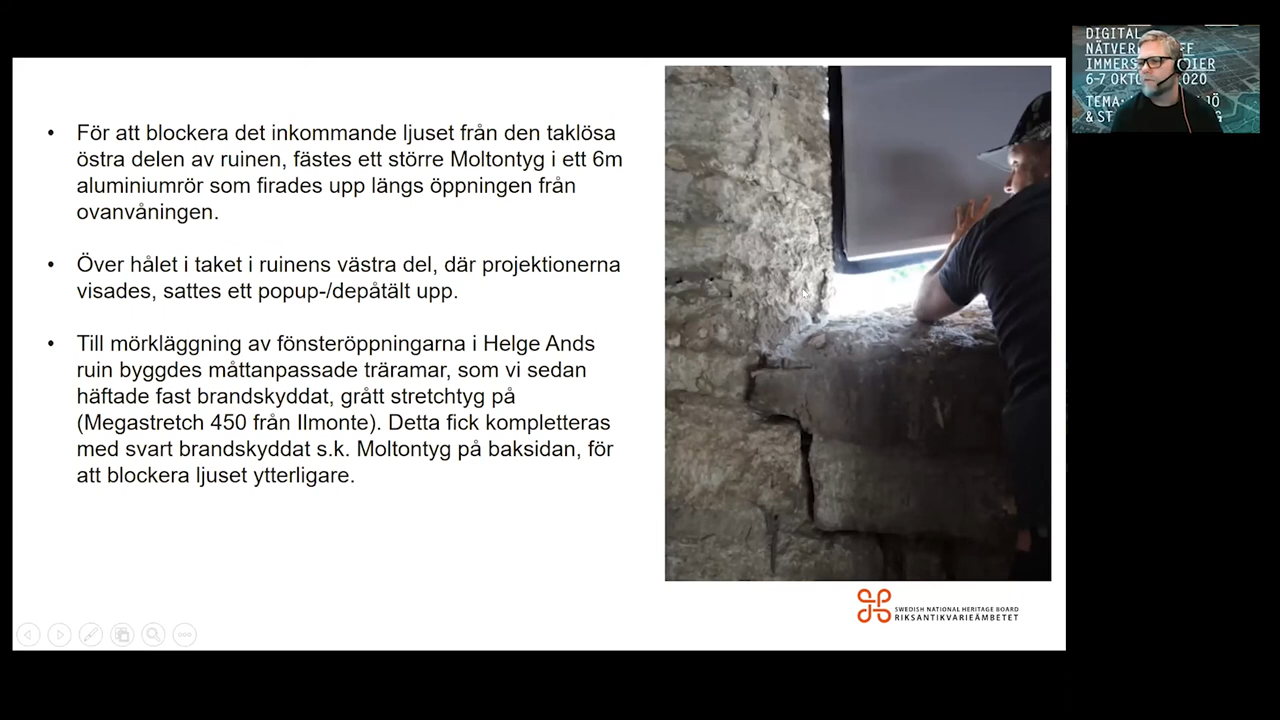 • För att blockera det inkommande ljuset från den taklösa
östra delen av ruinen, fästes ett större Moltontyg i ett 6m
aluminiumrör som firades upp längs öppningen från
ovanvåningen.
• Över hålet i taket i ruinens västra del, där projektionerna
visades, sattes ett popup-/depåtält upp.
• Till mörkläggning av fönsteröppningarna i Helge Ands
ruin byggdes måttanpassade träramar, som vi sedan
häftade fast brandskyddat, grått stretchtyg på
(Megastretch 450 från Ilmonte). Detta fick kompletteras
med svart brandskyddat s.k. Moltontyg på baksidan, för
att blockera ljuset ytterligare.
SWEDISH NATIONAL HERITAGE BOARD
RIKSANTIKVARIEÄMBETET
DIGITAL
6-7
TEMA: